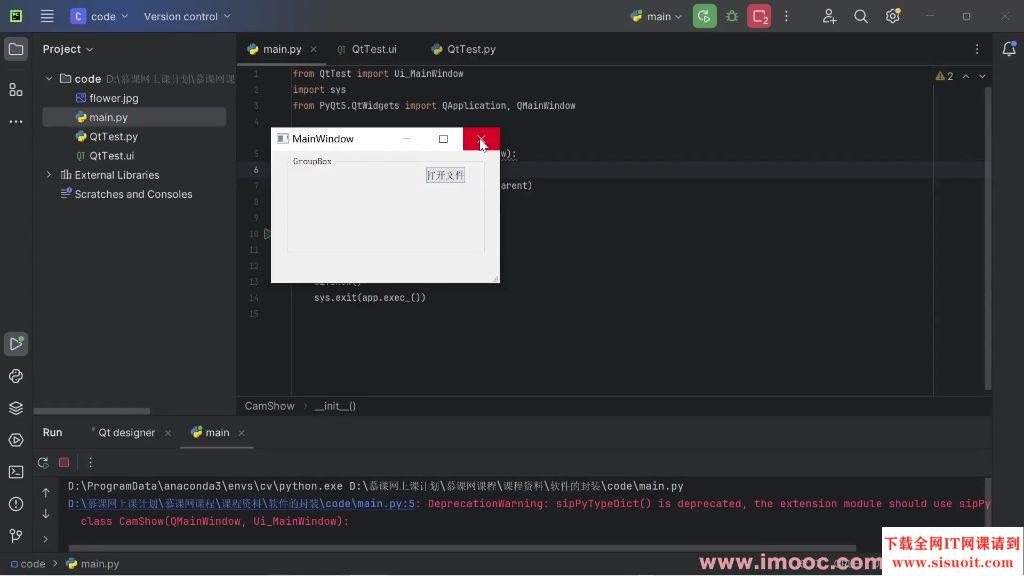 C code Version control main 2
Project main.py QtTest.ui QtTest.py
code D:\慕课网上课计划\慕课网课
flower.jpg
main.py
QtTest.py
QtTest.ui
External Libraries
Scratches and Consoles
1 from QtTest import Ui_MainWindow 2
2 import sys
3 from PyQt5.QtWidgets import QApplication, QMainWindow
4
MainWindow
5 w):
GroupBox
6
打开文件
7 arent)
8
9
10
11
12
13
14 sys.exit(app.exec_())
15
CamShow __init__()
Run Qt designer main
D:\ProgramData\anaconda3\envs\cv\python.exe D:\慕课网上课计划\慕课网课程\课程资料\软件的封装\code\main.py
D:\慕课网上课计划\慕课网课程\课程资料\软件的封装\code\main.py:5: DeprecationWarning: sipPyTypeDict() is deprecated, the extension module should use sipPy
class CamShow(QMainWindow, Ui_MainWindow):
下载全网IT网课请到
www.imooc.com
www.sisuoit.com
code main.py